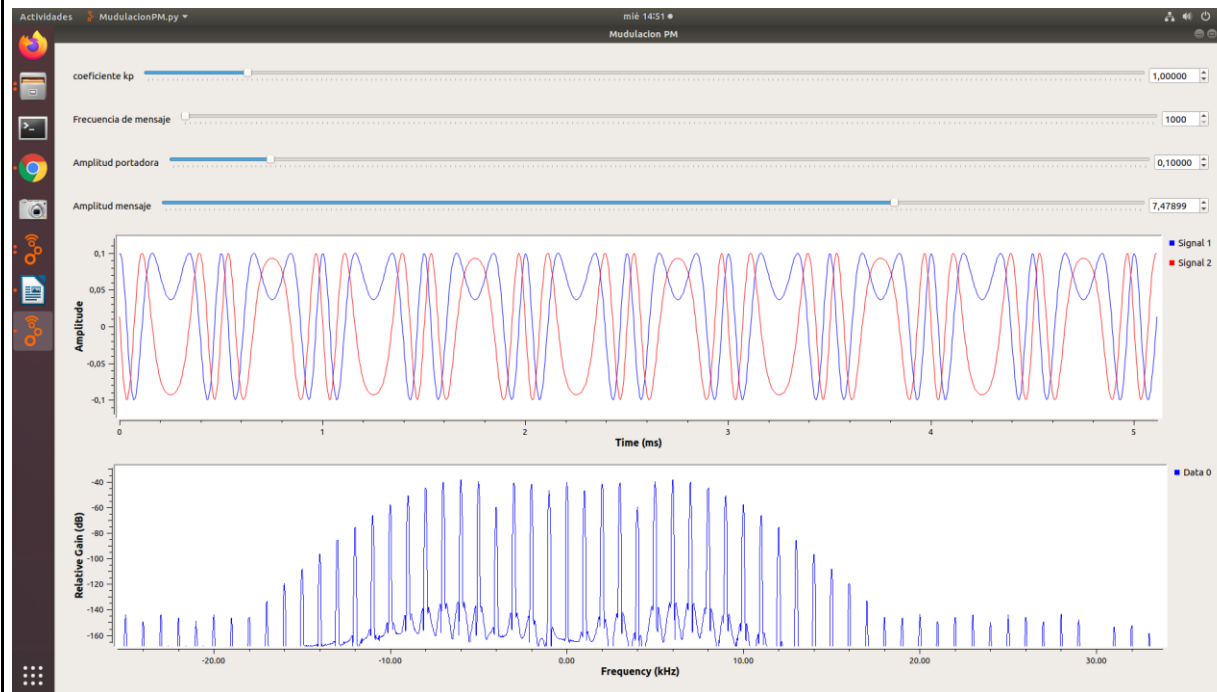 Actividades MudulacionPM.py mié 14:51
Mudulacion PM
coeficiente kp 1,00000
Frecuencia de mensaje 1000
Amplitud portadora 0,10000
Amplitud mensaje 7,47899
Signal 1
Signal 2
Amplitude
0,1
0,05
0
-0,05
-0,1
0 1 2 3 4 5
Time (ms)
Data 0
Relative Gain (dB)
-40
-60
-80
-100
-120
-140
-160
-20.00 -10.00 0.00 10.00 20.00 30.00
Frequency (kHz)